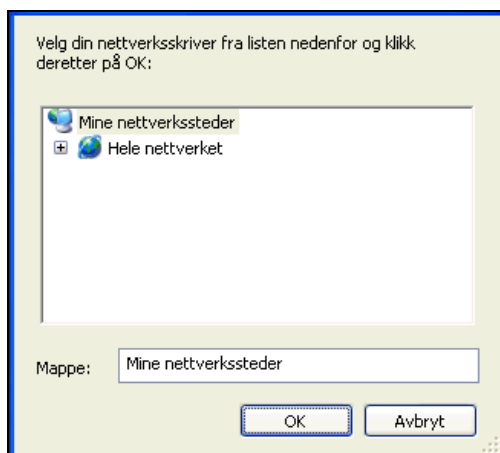 Velg din nettverksskriver fra listen nedenfor og klikk
deretter på OK:
Mine nettverkssteder
Hele nettverket
Mappe: Mine nettverkssteder
OK Avbryt